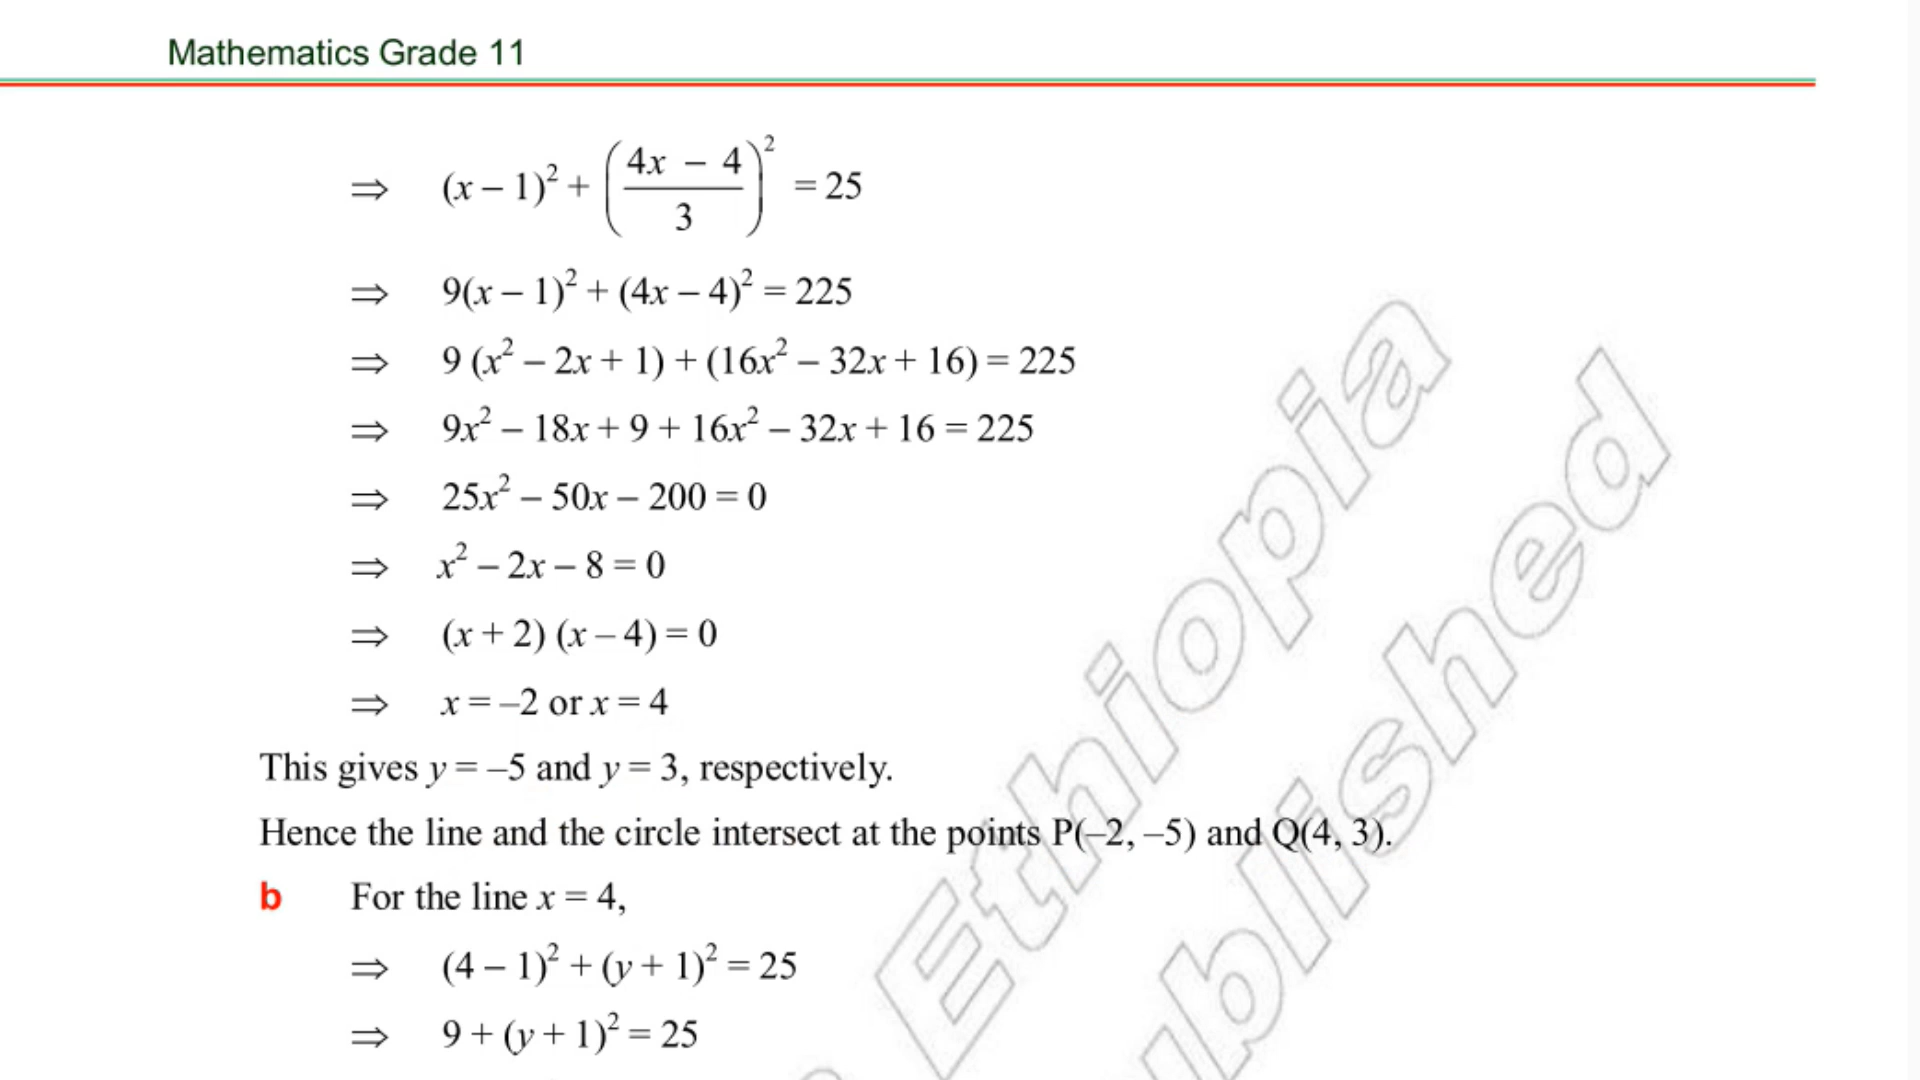 Mathematics Grade 11
⇒ (x – 1)² + ((4x – 4)/3)² = 25
⇒ 9(x – 1)² + (4x – 4)² = 225
⇒ 9 (x² – 2x + 1) + (16x² – 32x + 16) = 225
⇒ 9x² – 18x + 9 + 16x² – 32x + 16 = 225
⇒ 25x² – 50x – 200 = 0
⇒ x² – 2x – 8 = 0
⇒ (x + 2) (x – 4) = 0
⇒ x = –2 or x = 4
This gives y = –5 and y = 3, respectively.
Hence the line and the circle intersect at the points P(–2, –5) and Q(4, 3).
b For the line x = 4,
⇒ (4 – 1)² + (y + 1)² = 25
⇒ 9 + (y + 1)² = 25
Ethiopia
ublished